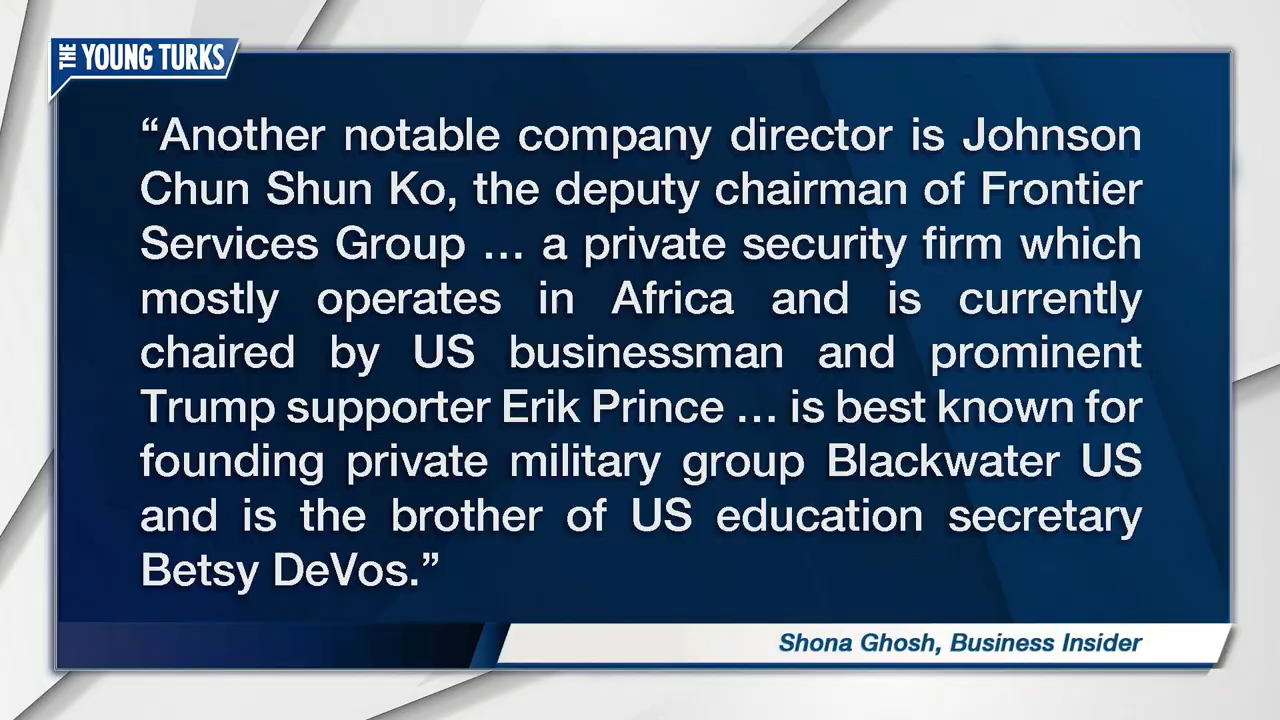 THE YOUNG TURKS
“Another notable company director is Johnson
Chun Shun Ko, the deputy chairman of Frontier
Services Group … a private security firm which
mostly operates in Africa and is currently
chaired by US businessman and prominent
Trump supporter Erik Prince … is best known for
founding private military group Blackwater US
and is the brother of US education secretary
Betsy DeVos.”
Shona Ghosh, Business Insider